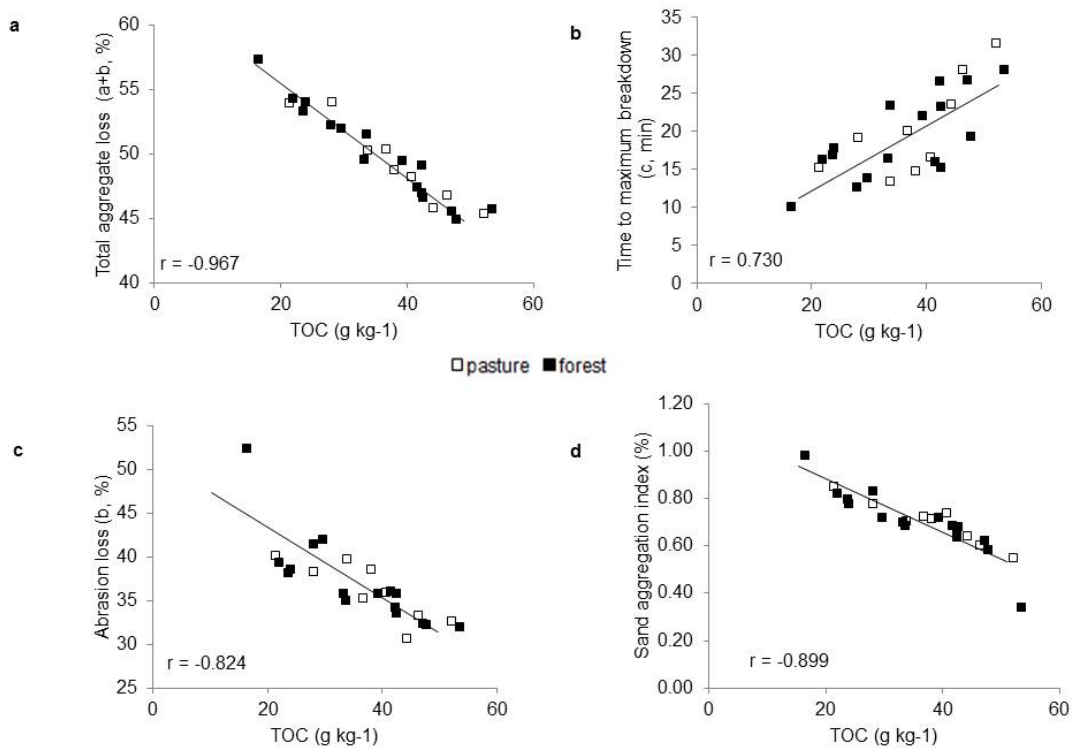 a
Total aggregate loss (a+b, %)
60
55
50
45
40
r = -0.967
0
20
40
60
TOC (g kg-1)
b
Time to maximum breakdown
(c, min)
35
30
25
20
15
10
5
0
r = 0.730
0
20
40
60
TOC (g kg-1)
pasture forest
c
Abrasion loss (b, %)
55
50
45
40
35
30
25
r = -0.824
0
20
40
60
TOC (g kg-1)
d
Sand aggregation index (%)
1.20
1.00
0.80
0.60
0.40
0.20
0.00
r = -0.899
0
20
40
60
TOC (g kg-1)